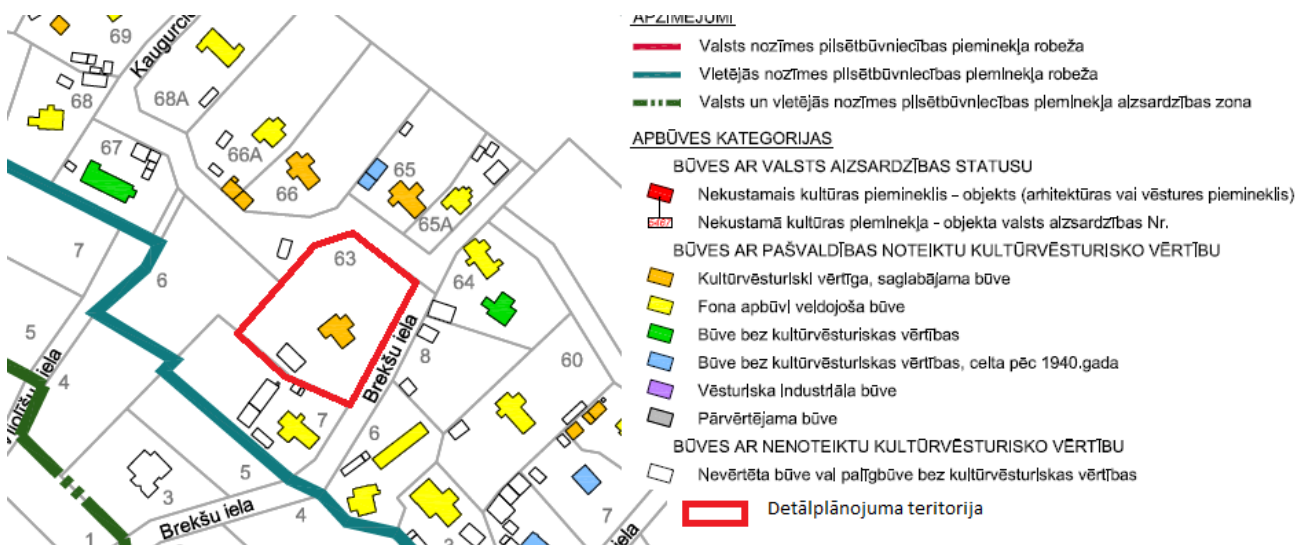 69
Kaugurciema
68
68A
67
66A
66
65
65A
7
6
63
64
5
4
8
60
Brekšu iela
7
6
5
3
Brekšu iela
4
1
7
APZĪMĒJUMI
Valsts nozīmes pilsētbūvniecības pieminekļa robeža
Vietējās nozīmes pilsētbūvniecības pieminekļa robeža
Valsts un vietējās nozīmes pilsētbūvniecības pieminekļa aizsardzības zona
APBŪVES KATEGORIJAS
BŪVES AR VALSTS AIZSARDZĪBAS STATUSU
Nekustamais kultūras piemineklis – objekts (arhitektūras vai vēstures piemineklis)
Nekustamā kultūras pieminekļa - objekta valsts aizsardzības Nr.
BŪVES AR PAŠVALDĪBAS NOTEIKTU KULTŪRVĒSTURISKO VĒRTĪBU
Kultūrvēsturiski vērtīga, saglabājama būve
Fona apbūvi veidojoša būve
Būve bez kultūrvēsturiskas vērtības
Būve bez kultūrvēsturiskas vērtības, celta pēc 1940.gada
Vēsturiska industriāla būve
Pārvērtējama būve
BŪVES AR NENOTEIKTU KULTŪRVĒSTURISKO VĒRTĪBU
Nevērtēta būve vai palīgbūve bez kultūrvēsturiskas vērtības
Detālplānojuma teritorija